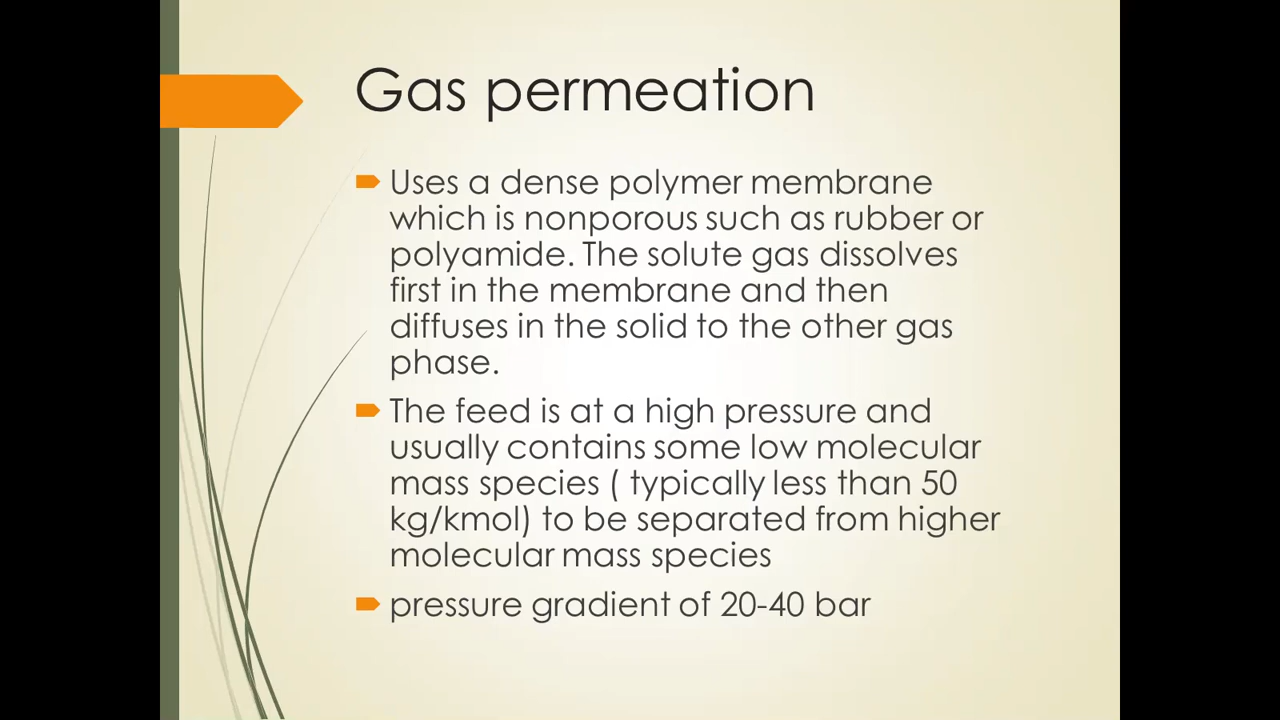 Gas permeation
Uses a dense polymer membrane
which is nonporous such as rubber or
polyamide. The solute gas dissolves
first in the membrane and then
diffuses in the solid to the other gas
phase.
The feed is at a high pressure and
usually contains some low molecular
mass species ( typically less than 50
kg/kmol) to be separated from higher
molecular mass species
pressure gradient of 20-40 bar